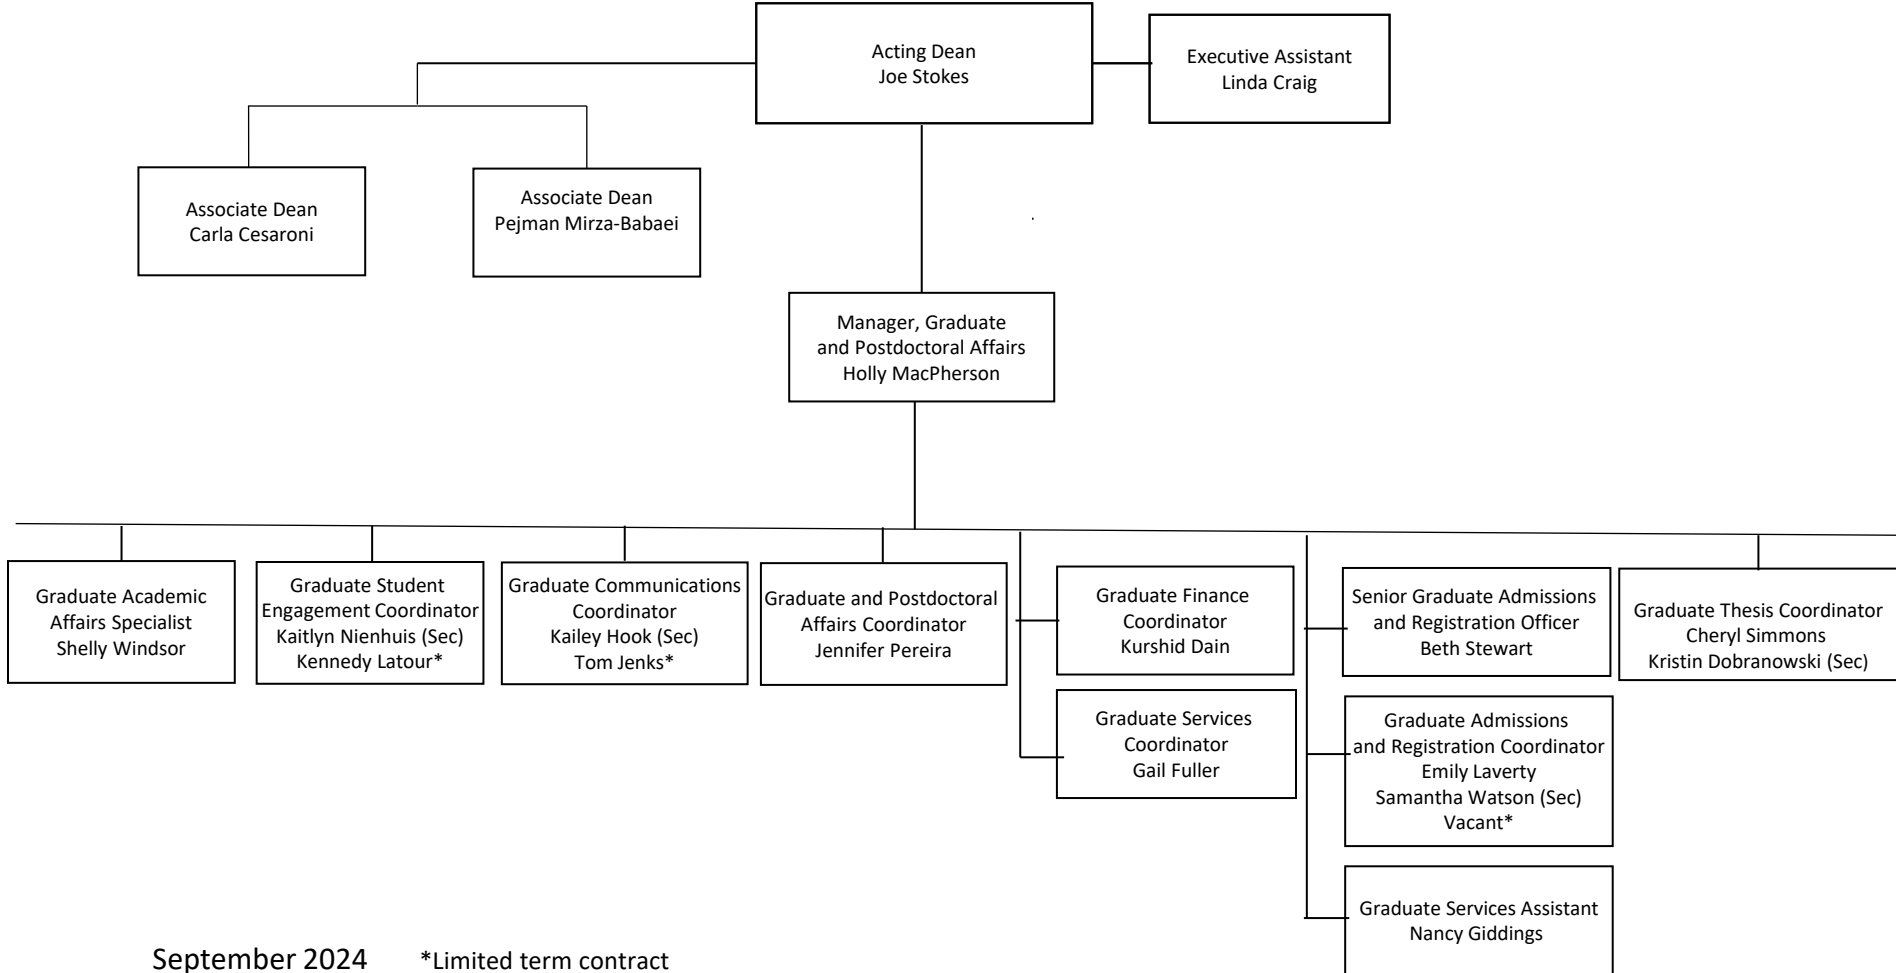 Acting Dean
Joe Stokes
Executive Assistant
Linda Craig
Associate Dean
Carla Cesaroni
Associate Dean
Pejman Mirza-Babaei
Manager, Graduate
and Postdoctoral Affairs
Holly MacPherson
Graduate Academic
Affairs Specialist
Shelly Windsor
Graduate Student
Engagement Coordinator
Kaitlyn Nienhuis (Sec)
Kennedy Latour*
Graduate Communications
Coordinator
Kailey Hook (Sec)
Tom Jenks*
Graduate and Postdoctoral
Affairs Coordinator
Jennifer Pereira
Graduate Finance
Coordinator
Kurshid Dain
Graduate Services
Coordinator
Gail Fuller
Senior Graduate Admissions
and Registration Officer
Beth Stewart
Graduate Admissions
and Registration Coordinator
Emily Laverty
Samantha Watson (Sec)
Vacant*
Graduate Services Assistant
Nancy Giddings
Graduate Thesis Coordinator
Cheryl Simmons
Kristin Dobranowski (Sec)
September 2024 *Limited term contract